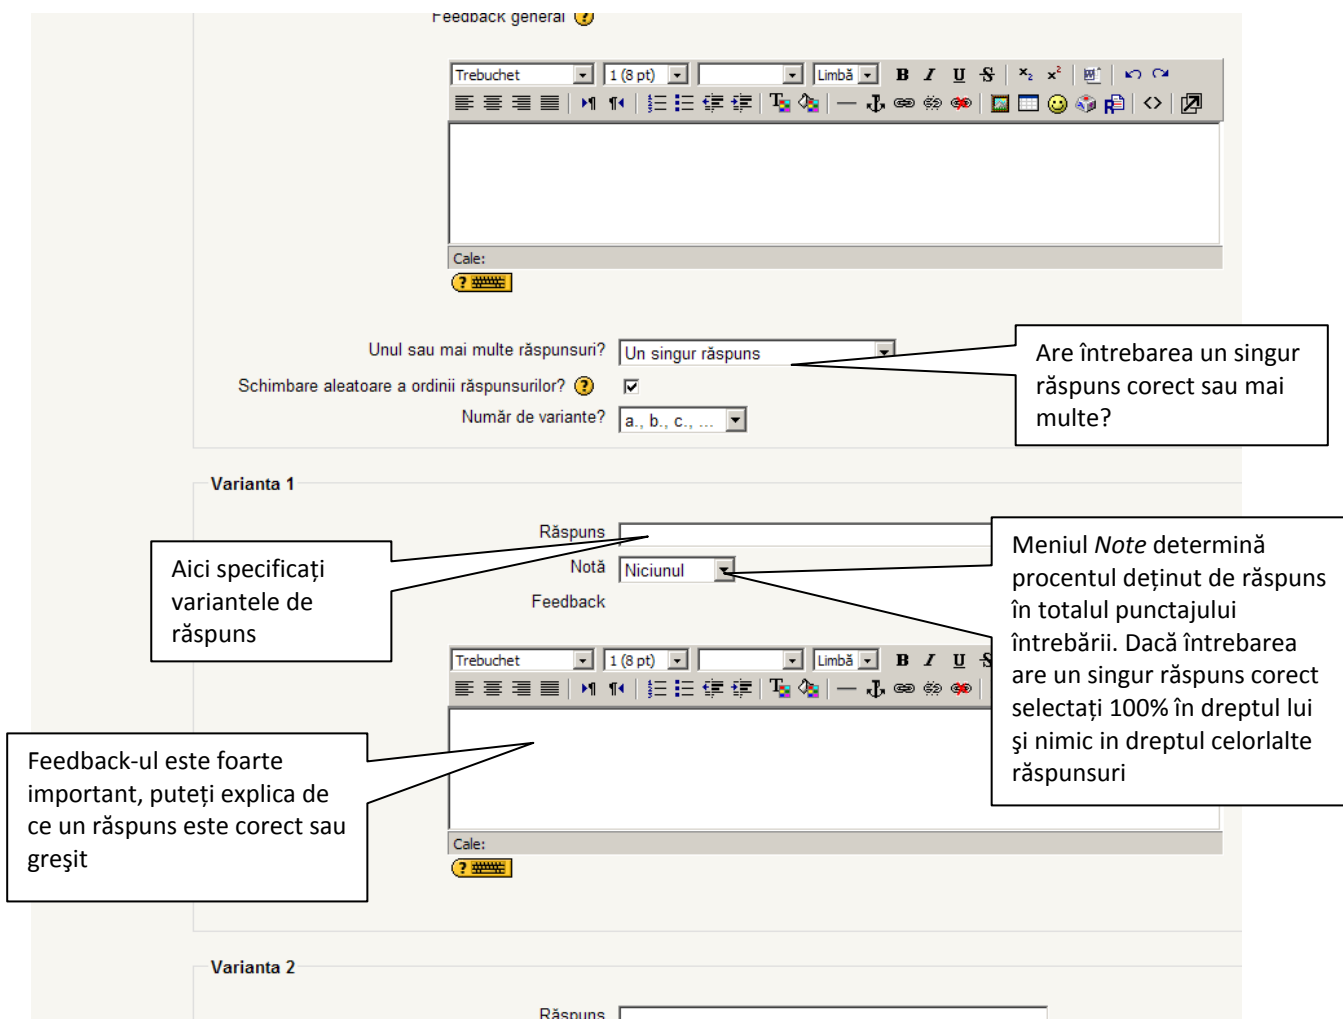 Feedback general
Trebuchet 1 (8 pt) Limbă B I U S x₂ x²
Cale:
Unul sau mai multe răspunsuri? Un singur răspuns
Schimbare aleatoare a ordinii răspunsurilor?
Număr de variante? a., b., c., ...
Are întrebarea un singur
răspuns corect sau mai
multe?
Varianta 1
Răspuns
Notă Niciunul
Feedback
Aici specificați
variantele de
răspuns
Meniul Note determină
procentul deținut de răspuns
în totalul punctajului
întrebării. Dacă întrebarea
are un singur răspuns corect
selectați 100% în dreptul lui
şi nimic in dreptul celorlalte
răspunsuri
Trebuchet 1 (8 pt) Limbă B I U S
Feedback-ul este foarte
important, puteți explica de
ce un răspuns este corect sau
greşit
Cale:
Varianta 2
Răspuns